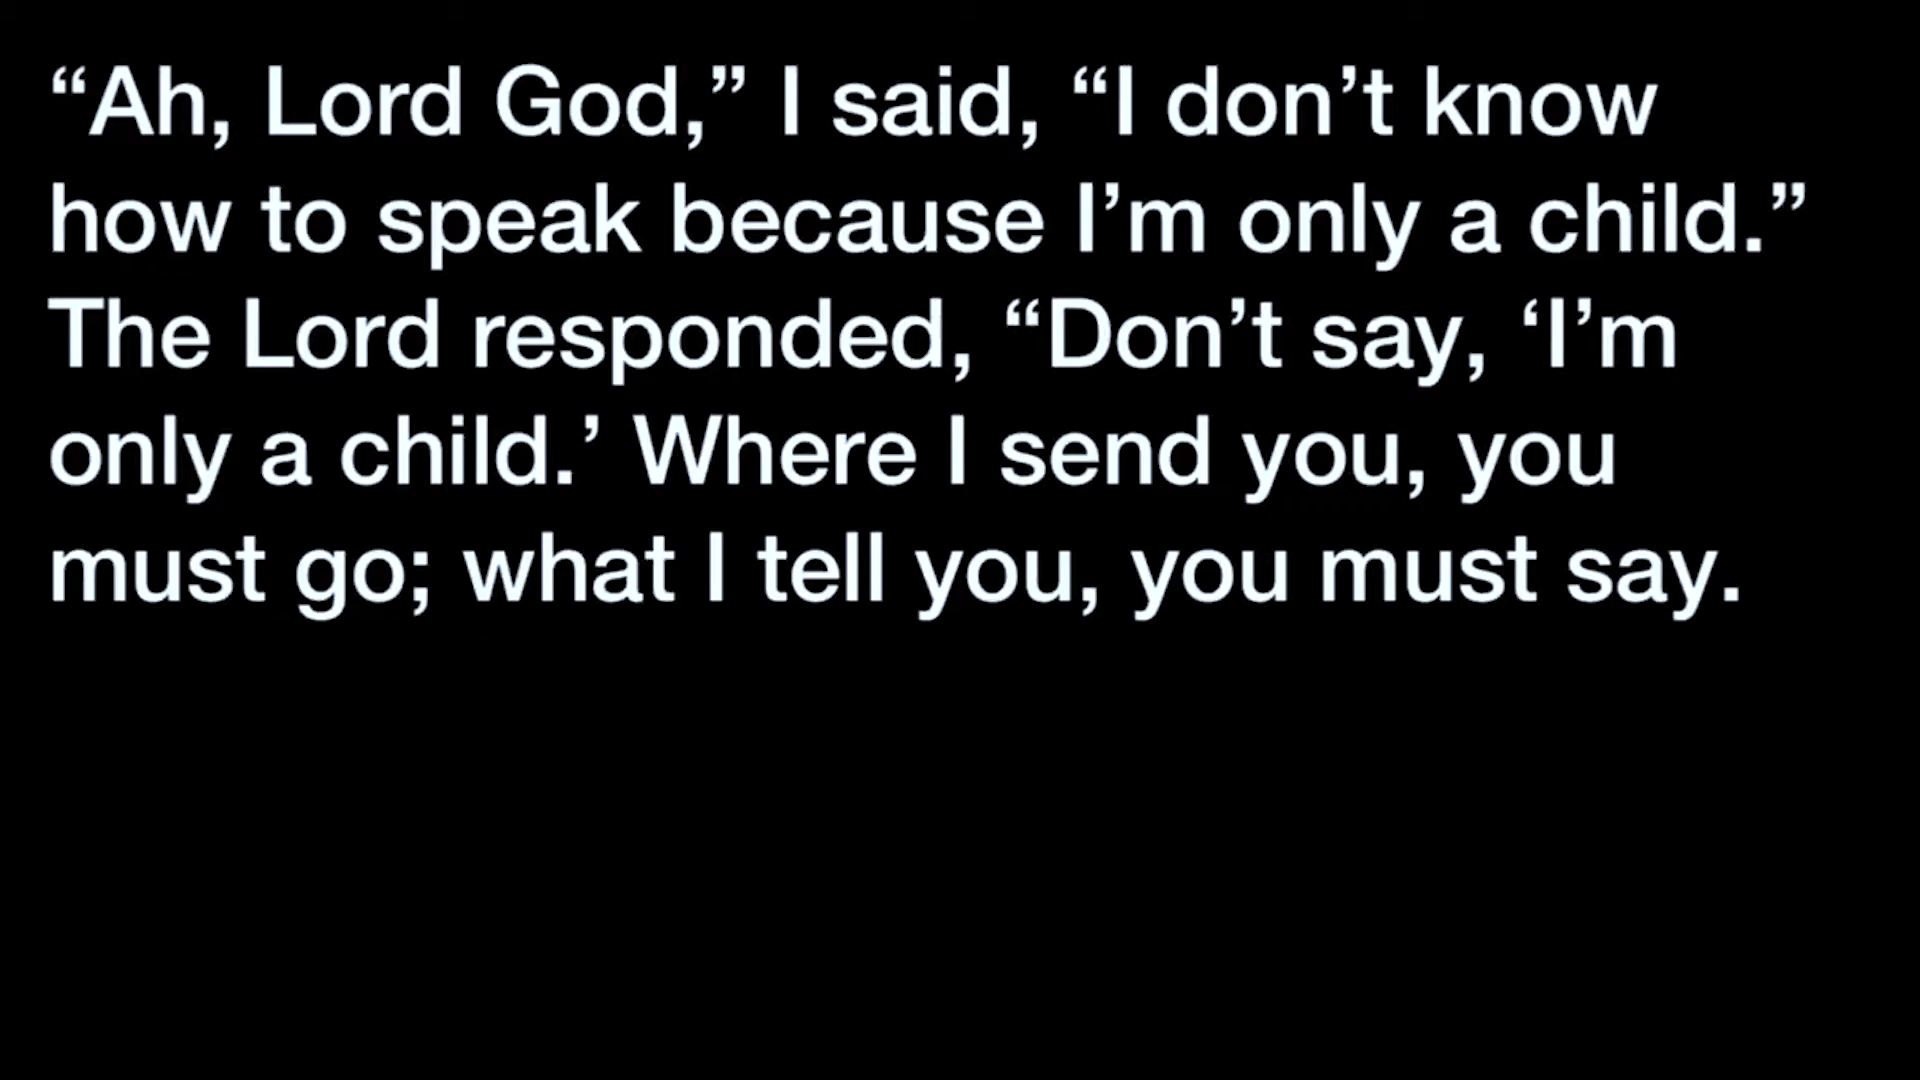 “Ah, Lord God,” I said, “I don’t know
how to speak because I’m only a child.”
The Lord responded, “Don’t say, ‘I’m
only a child.’ Where I send you, you
must go; what I tell you, you must say.